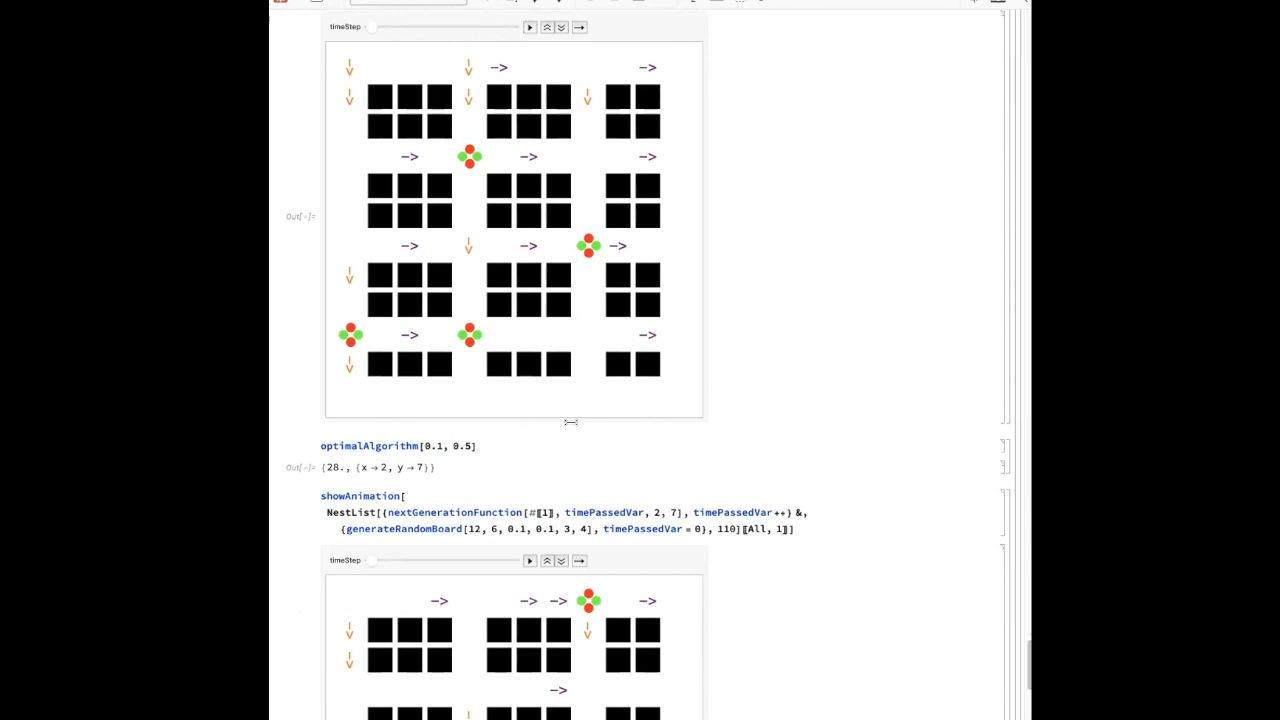 timeStep
->
->
->
->
->
->
->
->
->
->
->
Out[∘]=
optimalAlgorithm[0.1, 0.5]
Out[∘]= {28., {x → 2, y → 7}}
showAnimation[
NestList[{nextGenerationFunction[#〚1〛, timePassedVar, 2, 7], timePassedVar ++} &,
{generateRandomBoard[12, 6, 0.1, 0.1, 3, 4], timePassedVar = 0}, 110]〚All, 1〛]
timeStep
->
-> ->
->
->